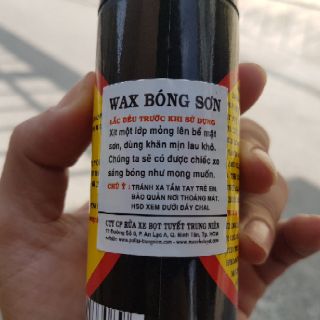 WAX BÓNG SƠN
LẮC ĐỀU TRƯỚC KHI SỬ DỤNG
Xịt một lớp mỏng lên bề mặt
sơn, dùng khăn mịn lau khô.
Chúng ta sẽ có được chiếc xe
sáng bóng như mong muốn.
CHÚ Ý : TRÁNH XA TẦM TAY TRẺ EM,
BẢO QUẢN NƠI THOÁNG MÁT.
HSD XEM DƯỚI ĐÁY CHAI.
CTY CP RỬA XE BỌT TUYẾT TRUNG NIÊN